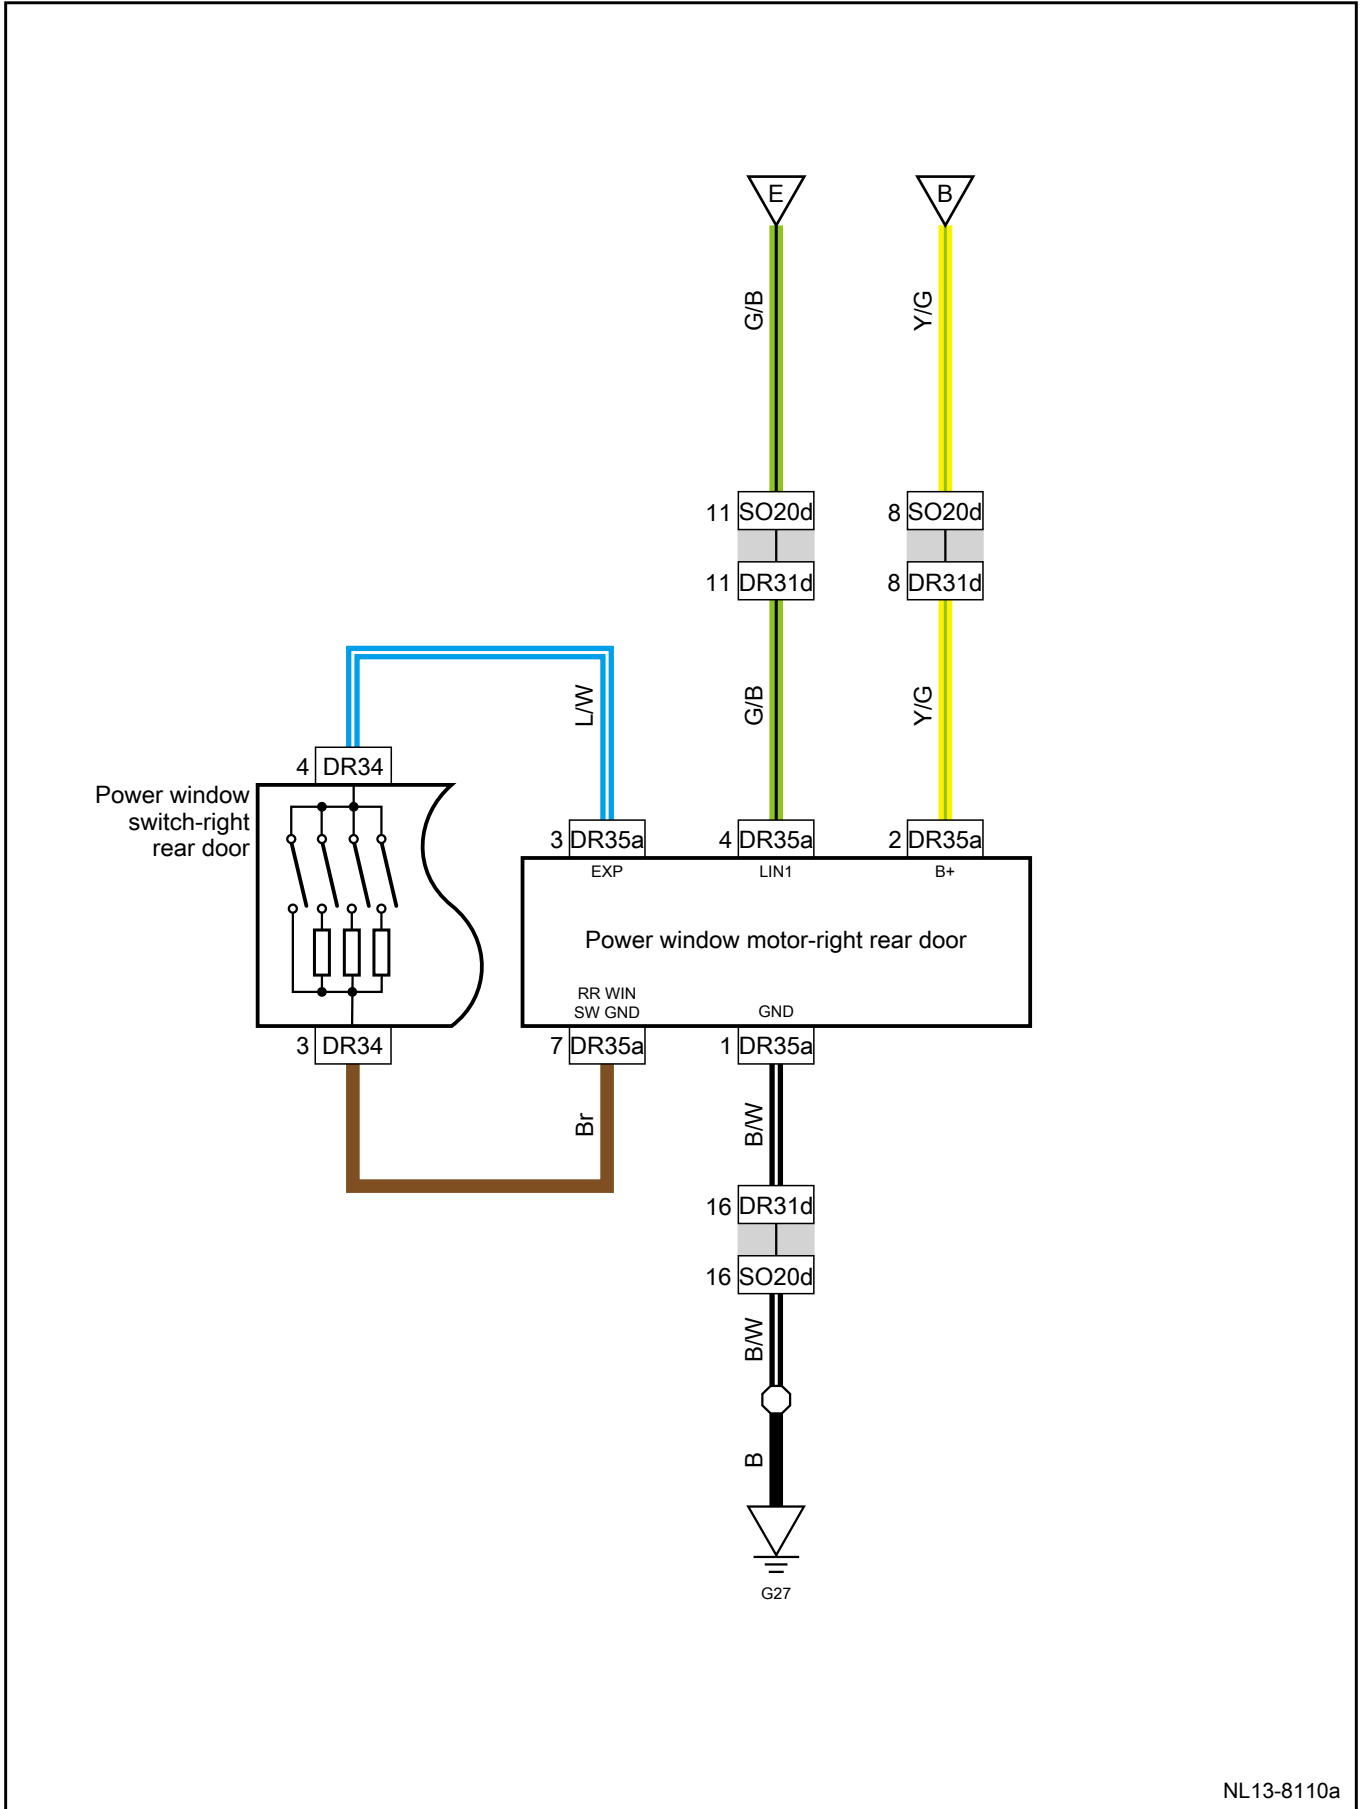 E
B
G/B
Y/G
11 SO20d
8 SO20d
11 DR31d
8 DR31d
L/W
G/B
Y/G
4 DR34
Power window
switch-right
rear door
3 DR35a
4 DR35a
2 DR35a
EXP
LIN1
B+
Power window motor-right rear door
RR WIN
SW GND
GND
3 DR34
7 DR35a
1 DR35a
Br
B/W
16 DR31d
16 SO20d
B/W
B
G27
NL13-8110a